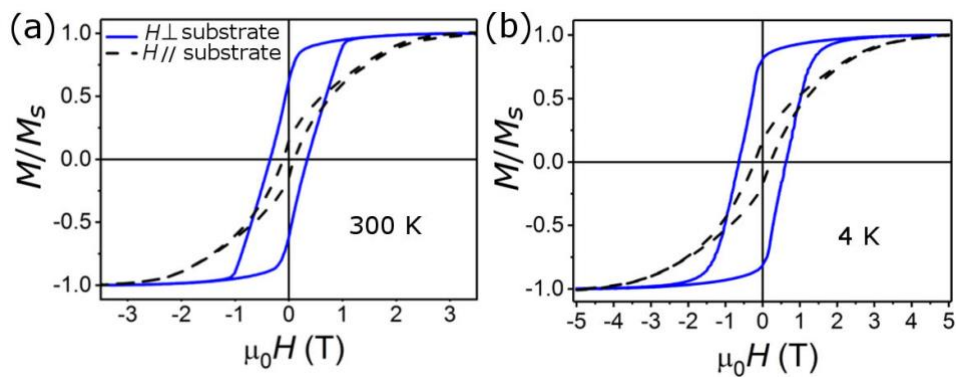 (a)
H⊥ substrate
H // substrate
M/Ms
1.0
0.5
0.0
-0.5
-1.0
300 K
-3 -2 -1 0 1 2 3
μ0H (T)
(b)
M/Ms
1.0
0.5
0.0
-0.5
-1.0
4 K
-5 -4 -3 -2 -1 0 1 2 3 4 5
μ0H (T)